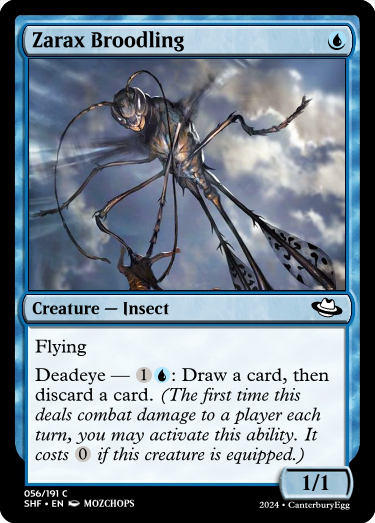 Zarax Broodling
Creature — Insect
Flying
Deadeye — 1: Draw a card, then
discard a card. (The first time this
deals combat damage to a player each
turn, you may activate this ability. It
costs 0 if this creature is equipped.)
1/1
056/191 C
SHF • EN MOZCHOPS
2024 • CanterburyEgg